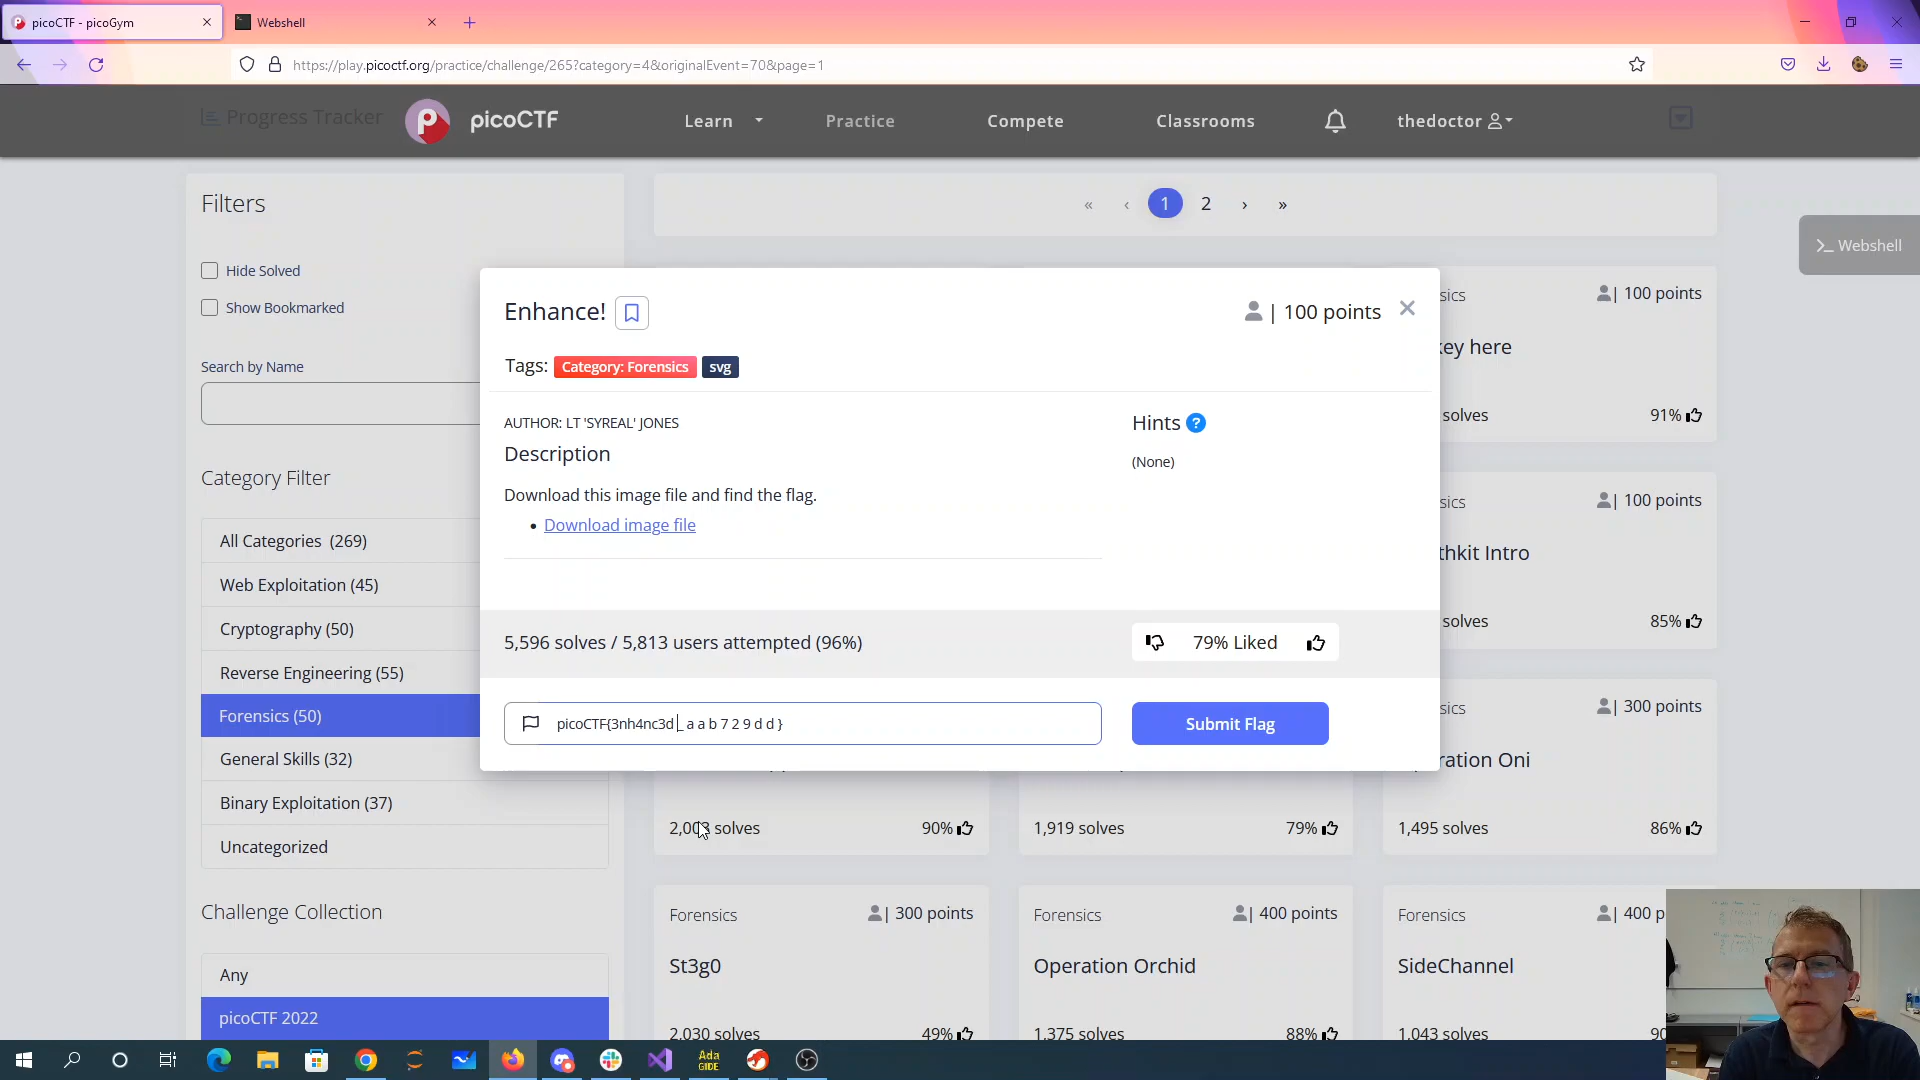 picoCTF - picoGym
Webshell
https://play.picoctf.org/practice/challenge/265?category=4&originalEvent=70&page=1
Progress Tracker
picoCTF
Learn
Practice
Compete
Classrooms
thedoctor
Filters
« ‹ 1 2 › »
>_ Webshell
Hide Solved
Show Bookmarked
Search by Name
Category Filter
All Categories (269)
Web Exploitation (45)
Cryptography (50)
Reverse Engineering (55)
Forensics (50)
General Skills (32)
Binary Exploitation (37)
Uncategorized
Challenge Collection
Any
picoCTF 2022
Enhance!
| 100 points
Tags: Category: Forensics svg
AUTHOR: LT 'SYREAL' JONES
Description
Download this image file and find the flag.
• Download image file
Hints ?
(None)
5,596 solves / 5,813 users attempted (96%)
79% Liked
picoCTF{3nh4nc3d _ a a b 7 2 9 d d }
Submit Flag
| 100 points
key here
solves
91%
| 100 points
thkit Intro
solves
85%
| 300 points
ration Oni
1,495 solves
86%
solves
90%
1,919 solves
79%
Forensics
| 300 points
St3g0
2,030 solves
49%
Forensics
| 400 points
Operation Orchid
1,375 solves
88%
Forensics
| 400 p
SideChannel
1,043 solves
90
Ada
GIDE